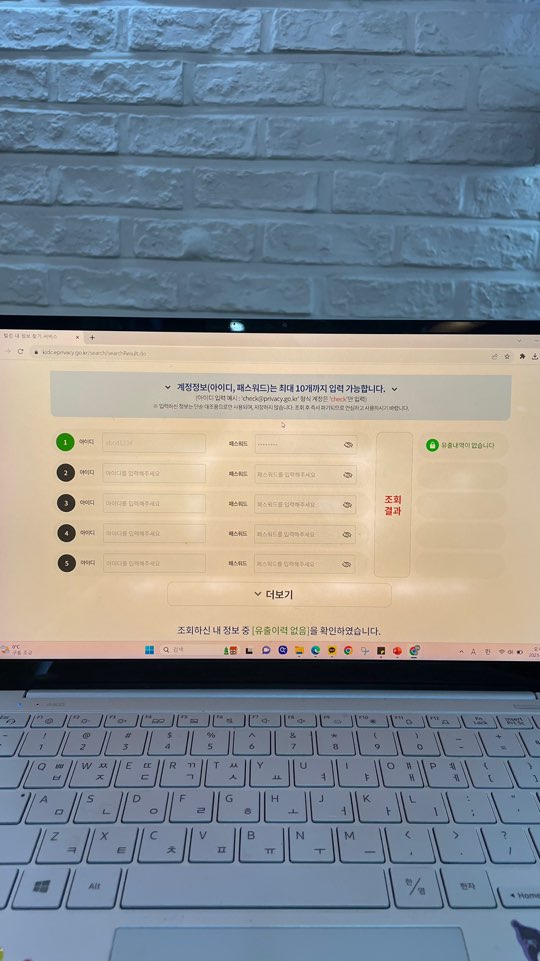 털린 내 정보 찾기 서비스
kidc.eprivacy.go.kr/search/searchResult.do
계정정보(아이디, 패스워드)는 최대 10개까지 입력 가능합니다.
(아이디 입력 예시 : 'check@privacy.go.kr' 형식 계정은 'check'만 입력)
※ 입력하신 정보는 단순 대조용으로만 사용되며, 저장하지 않습니다. 조회 후 즉시 파기되므로 안심하고 사용하시기 바랍니다.
1 아이디 abcd1234 패스워드 ········ 유출내역이 없습니다
2 아이디 아이디를 입력해주세요 패스워드 패스워드를 입력해주세요
3 아이디 아이디를 입력해주세요 패스워드 패스워드를 입력해주세요
조회
결과
4 아이디 아이디를 입력해주세요 패스워드 패스워드를 입력해주세요
5 아이디 아이디를 입력해주세요 패스워드 패스워드를 입력해주세요
더보기
조회하신 내 정보 중 [유출이력 없음]을 확인하였습니다.
0°C
구름 조금
검색
A 한
F1 F2 F3 F4 F5 F6 F7 F8 F9 F10 F11 F12 Fn Lock Insert
! 1 @ 2 # 3 $ 4 % 5 ^ 6 & 7 * 8 ( 9 ) 0 _ - + =
Q ㅃ ㅂ W ㅉ ㅈ E ㄸ ㄷ R ㄲ ㄱ T ㅆ ㅅ Y ㅛ U ㅕ I ㅑ O ㅒ ㅐ P ㅖ ㅔ { [ }
A ㅁ S ㄴ D ㅇ F ㄹ G ㅎ H ㅗ J ㅓ K ㅏ L ㅣ : ; " '
Z ㅋ X ㅌ C ㅊ V ㅍ B ㅠ N ㅜ M ㅡ < , > . ? /
Alt 한/영 한자 Home